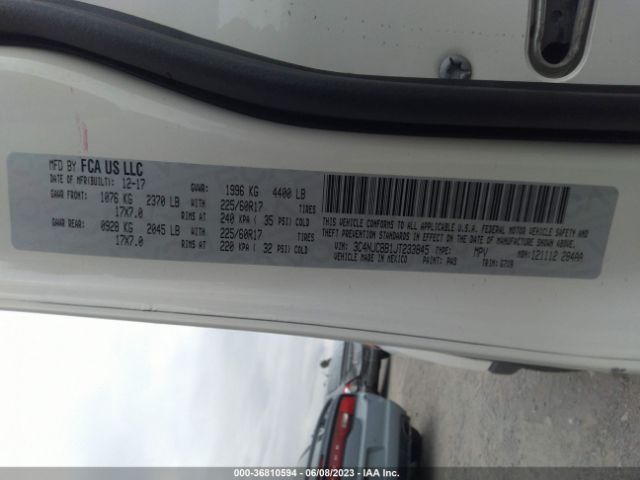 MFD BY FCA US LLC
DATE OF MFR(BUILT): 12-17 GVWR: 1996 KG 4400 LB
GAWR FRONT: 1076 KG 2370 LB WITH 225/60R17 TIRES
17X7.0 RIMS AT 240 KPA ( 35 PSI) COLD
GAWR REAR: 0928 KG 2045 LB WITH 225/60R17 TIRES
17X7.0 RIMS AT 220 KPA ( 32 PSI) COLD
THIS VEHICLE CONFORMS TO ALL APPLICABLE U.S. FEDERAL MOTOR VEHICLE SAFETY AND
THEFT PREVENTION STANDARDS IN EFFECT ON THE DATE OF MANUFACTURE SHOWN ABOVE.
VIN: 3C4NJCBB1JT233845 TYPE: MPV MDH: 121112 284AA
VEHICLE MADE IN MEXICO PAINT: PW3 TRIM: G7X9
000-36810594 - 06/08/2023 - IAA Inc.